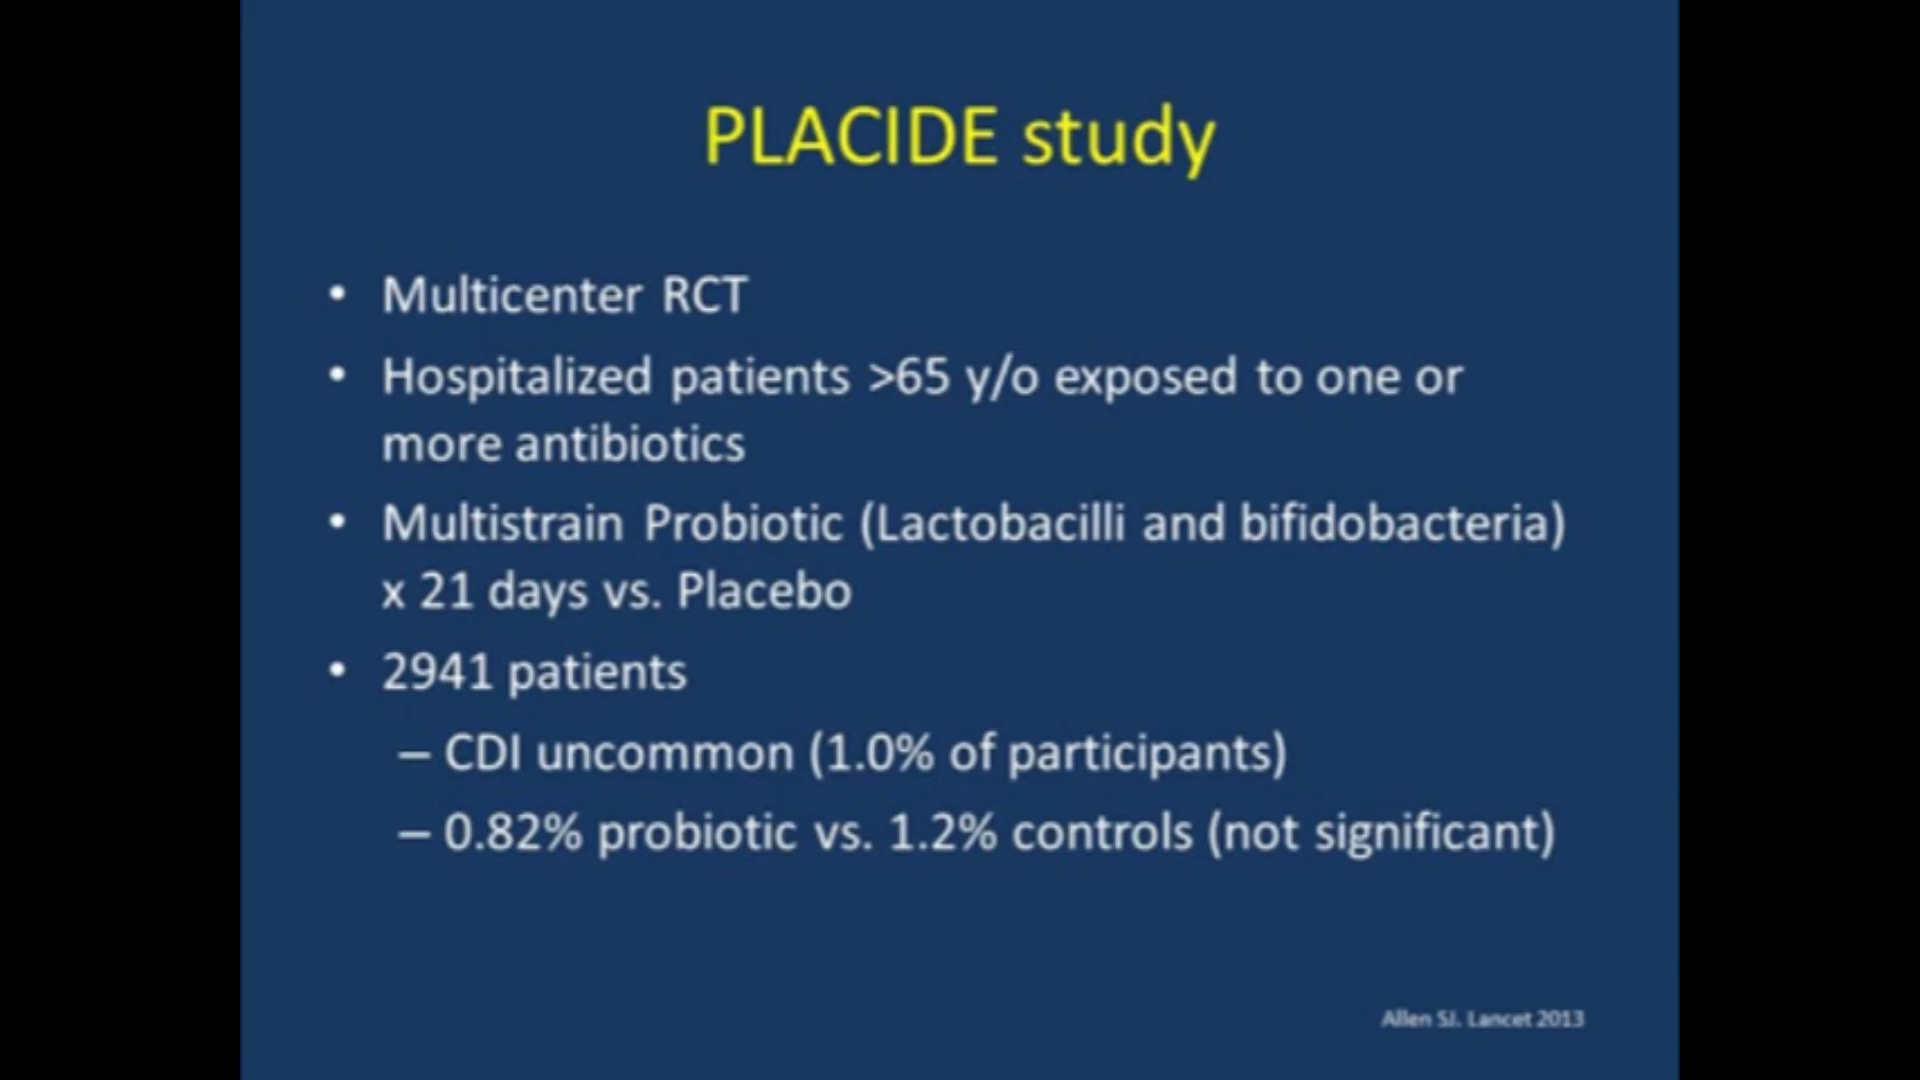 PLACIDE study
• Multicenter RCT
• Hospitalized patients >65 y/o exposed to one or
more antibiotics
• Multistrain Probiotic (Lactobacilli and bifidobacteria)
x 21 days vs. Placebo
• 2941 patients
– CDI uncommon (1.0% of participants)
– 0.82% probiotic vs. 1.2% controls (not significant)
Allen SJ. Lancet 2013